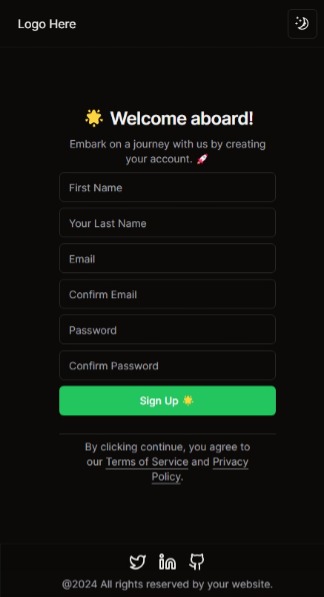 Logo Here
🌟 Welcome aboard!
Embark on a journey with us by creating
your account. 🚀
First Name
Your Last Name
Email
Confirm Email
Password
Confirm Password
Sign Up 🌟
By clicking continue, you agree to
our Terms of Service and Privacy
Policy.
@2024 All rights reserved by your website.